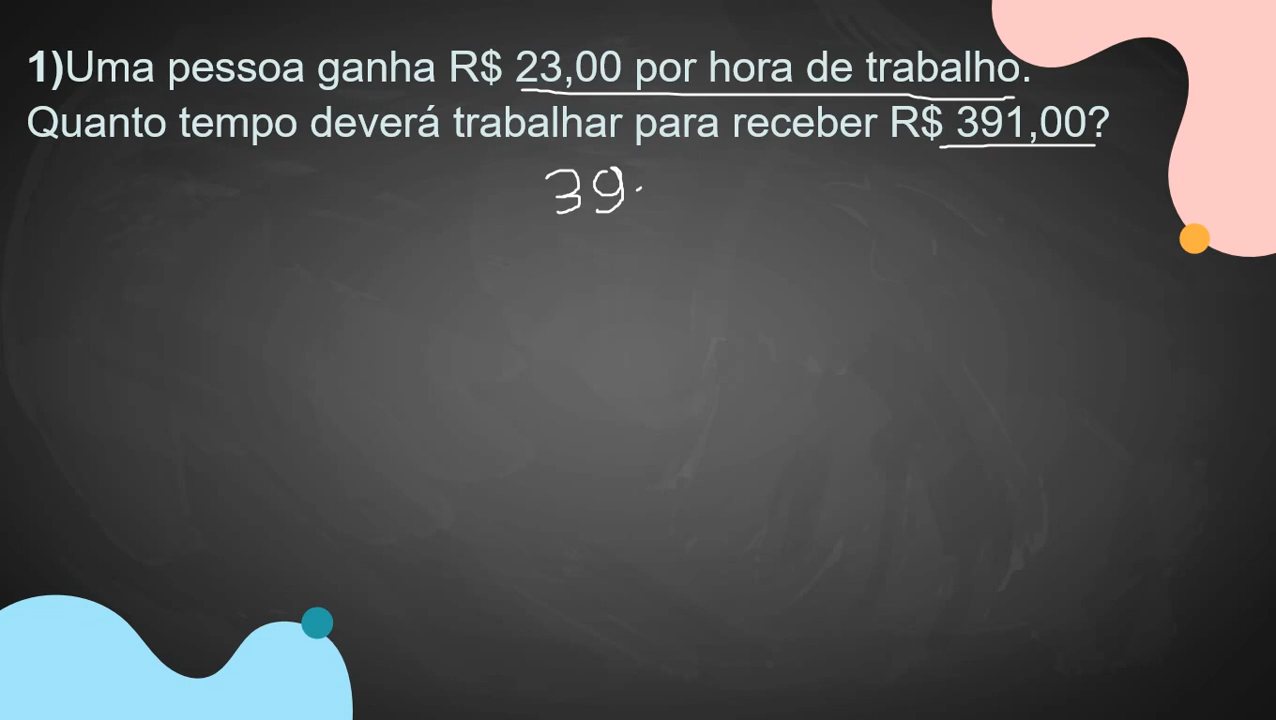 1)Uma pessoa ganha R$ 23,00 por hora de trabalho.
Quanto tempo deverá trabalhar para receber R$ 391,00?
39